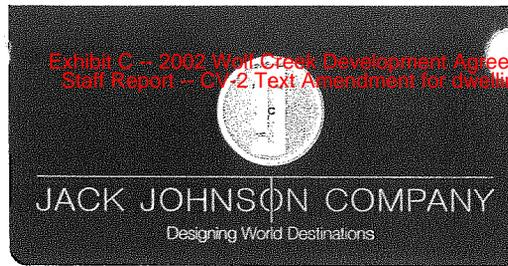 Exhibit C -- 2002 Wolf Creek Development Agree
Staff Report -- CV-2 Text Amendment for dwelli
JACK JOHNSON COMPANY
Designing World Destinations